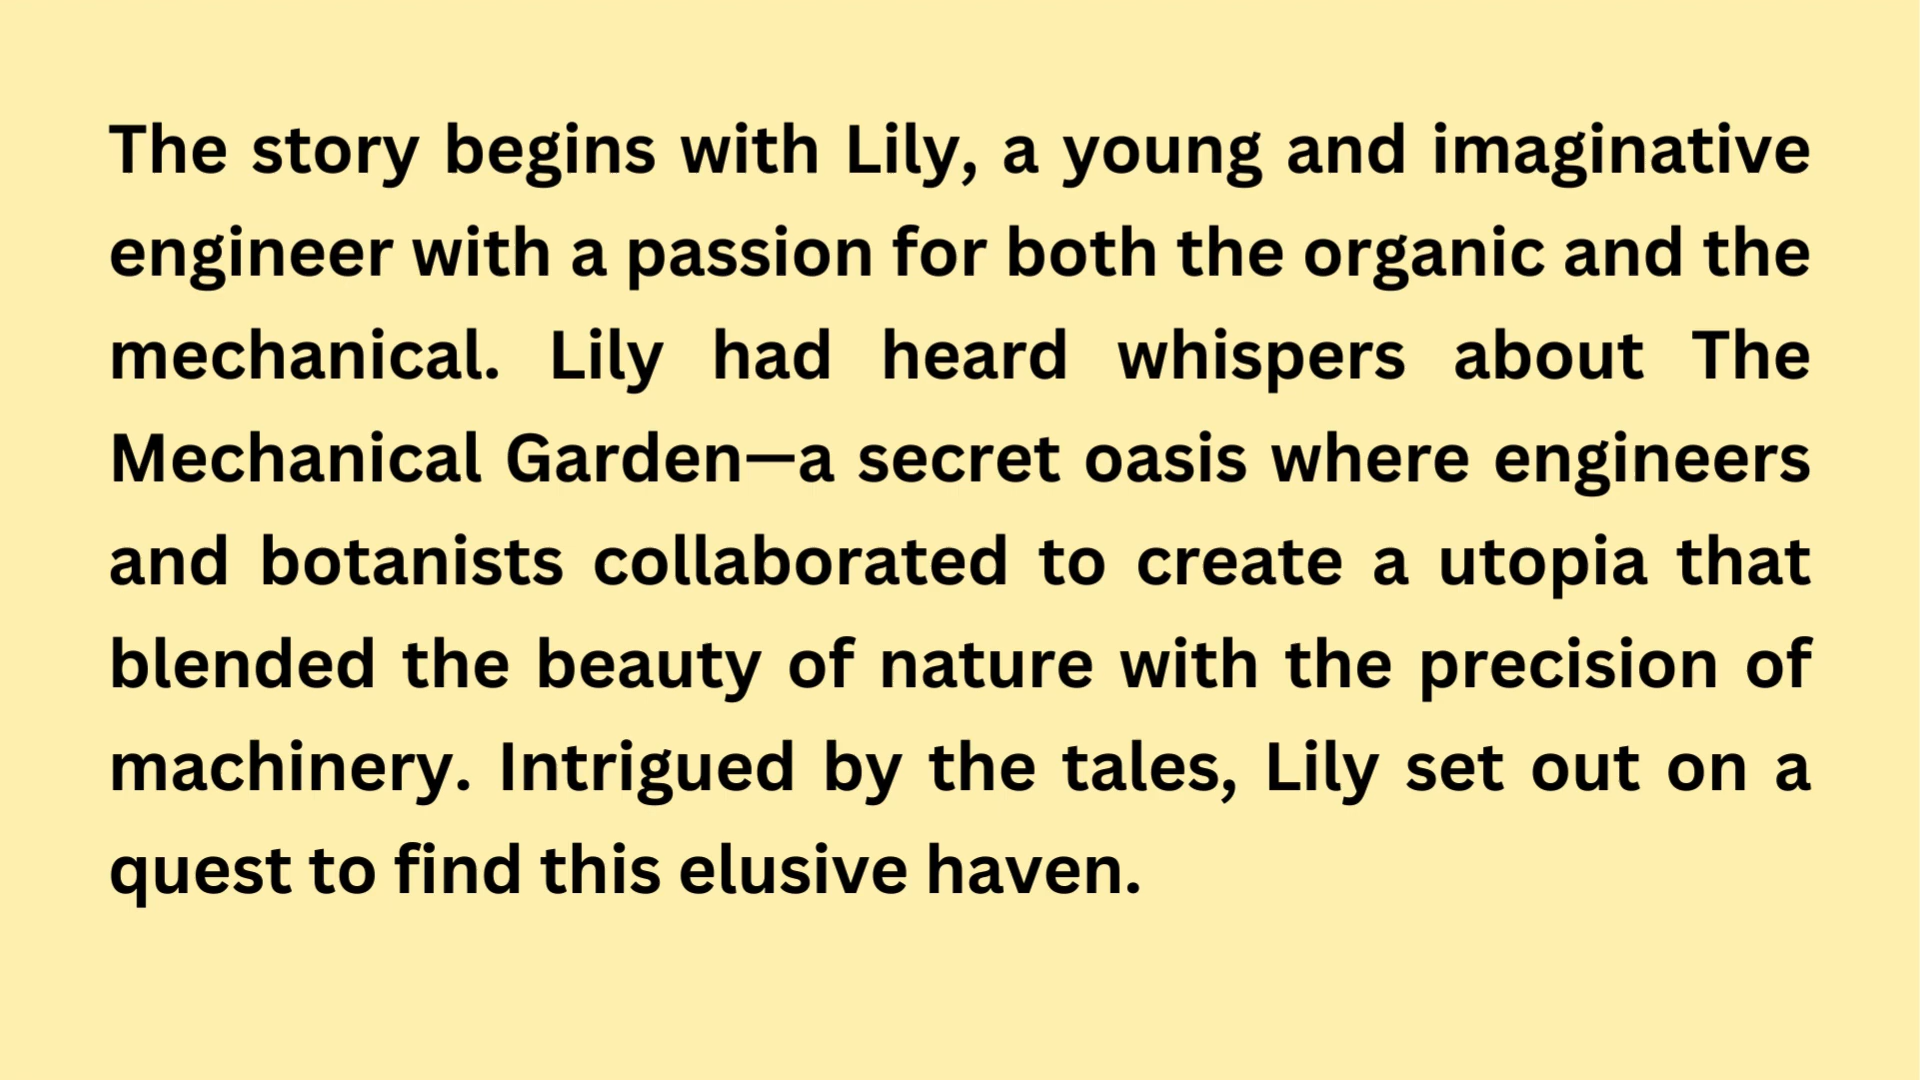 The story begins with Lily, a young and imaginative
engineer with a passion for both the organic and the
mechanical. Lily had heard whispers about The
Mechanical Garden—a secret oasis where engineers
and botanists collaborated to create a utopia that
blended the beauty of nature with the precision of
machinery. Intrigued by the tales, Lily set out on a
quest to find this elusive haven.